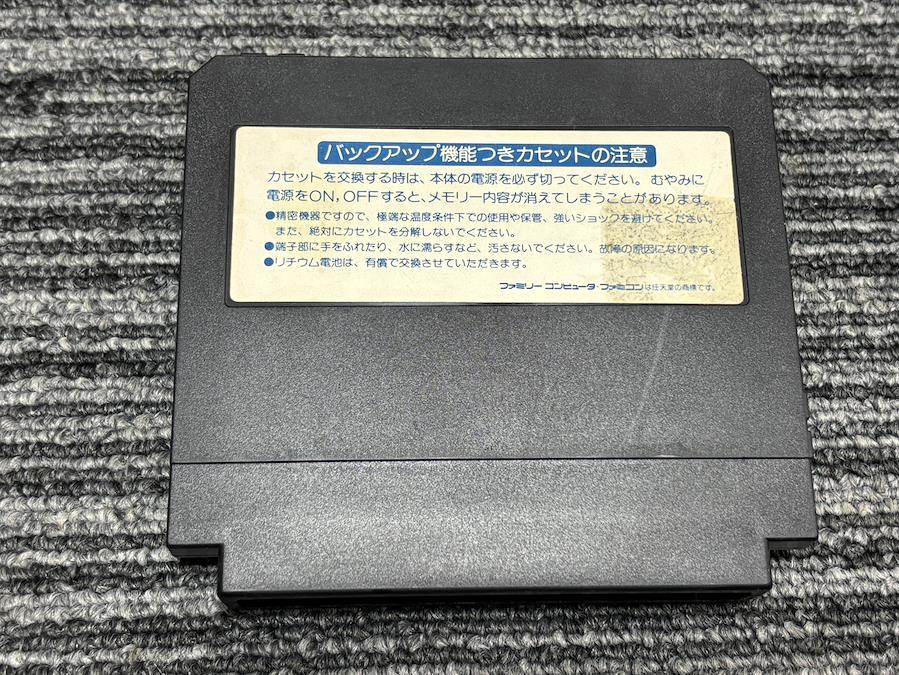 バックアップ機能つきカセットの注意
カセットを交換する時は、本体の電源を必ず切ってください。むやみに
電源をON, OFFすると、メモリー内容が消えてしまうことがあります。
●精密機器ですので、極端な温度条件下での使用や保管、強いショックを避けてください。
また、絶対にカセットを分解しないでください。
●端子部に手をふれたり、水に濡らすなど、汚さないでください。故障の原因になります。
●リチウム電池は、有償で交換させていただきます。
ファミリーコンピュータ・ファミコンは任天堂の商標です。